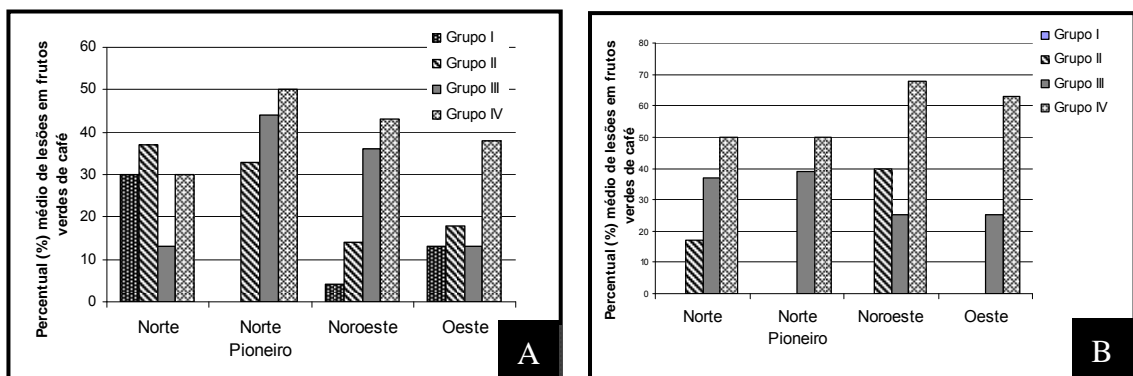 Percentual (%) médio de lesões em frutos
verdes de café
60
50
40
30
20
10
0
Norte
Norte
Pioneiro
Noroeste
Oeste
Grupo I
Grupo II
Grupo III
Grupo IV
A
Percentual (%) médio de lesões em frutos
verdes de café
80
70
60
50
40
30
20
10
0
Norte
Norte
Pioneiro
Noroeste
Oeste
Grupo I
Grupo II
Grupo III
Grupo IV
B